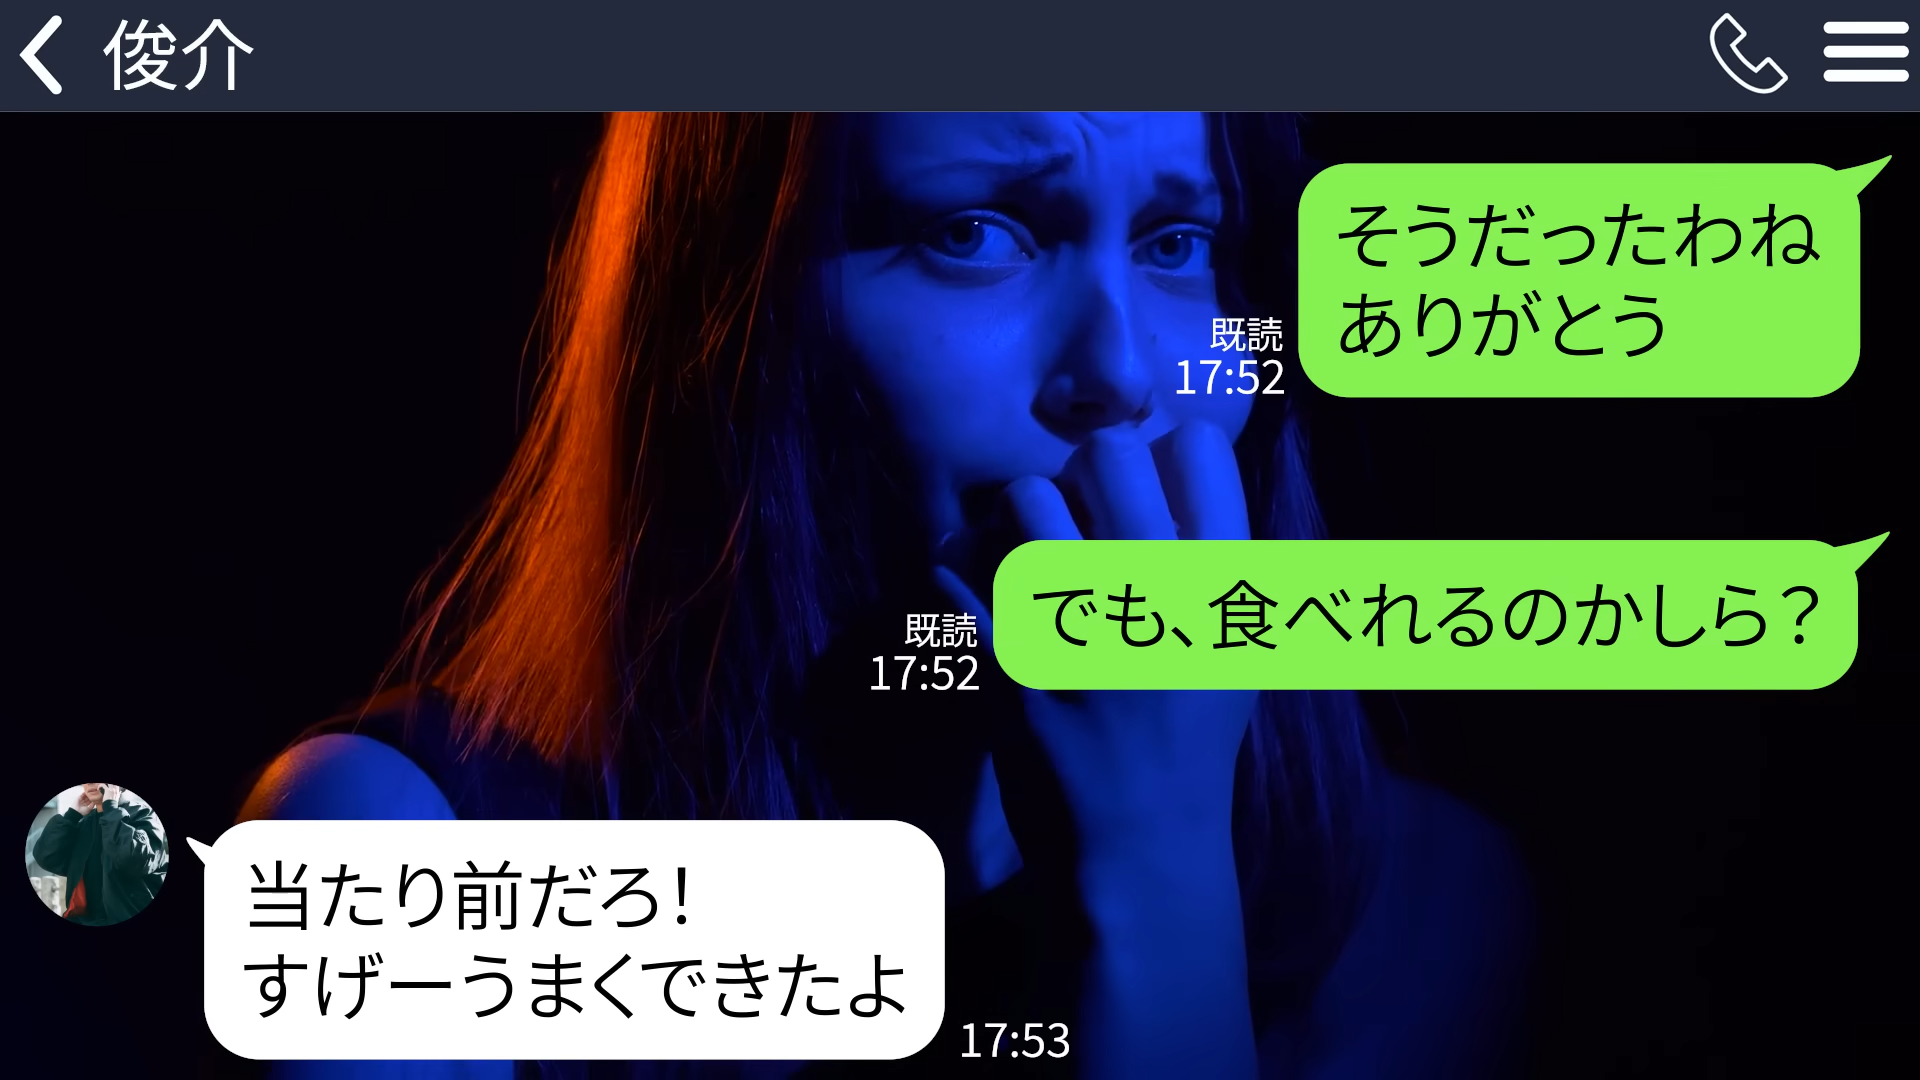 俊介
そうだったわね
ありがとう
既読
17:52
でも、食べれるのかしら？
既読
17:52
当たり前だろ！
すげーうまくできたよ
17:53